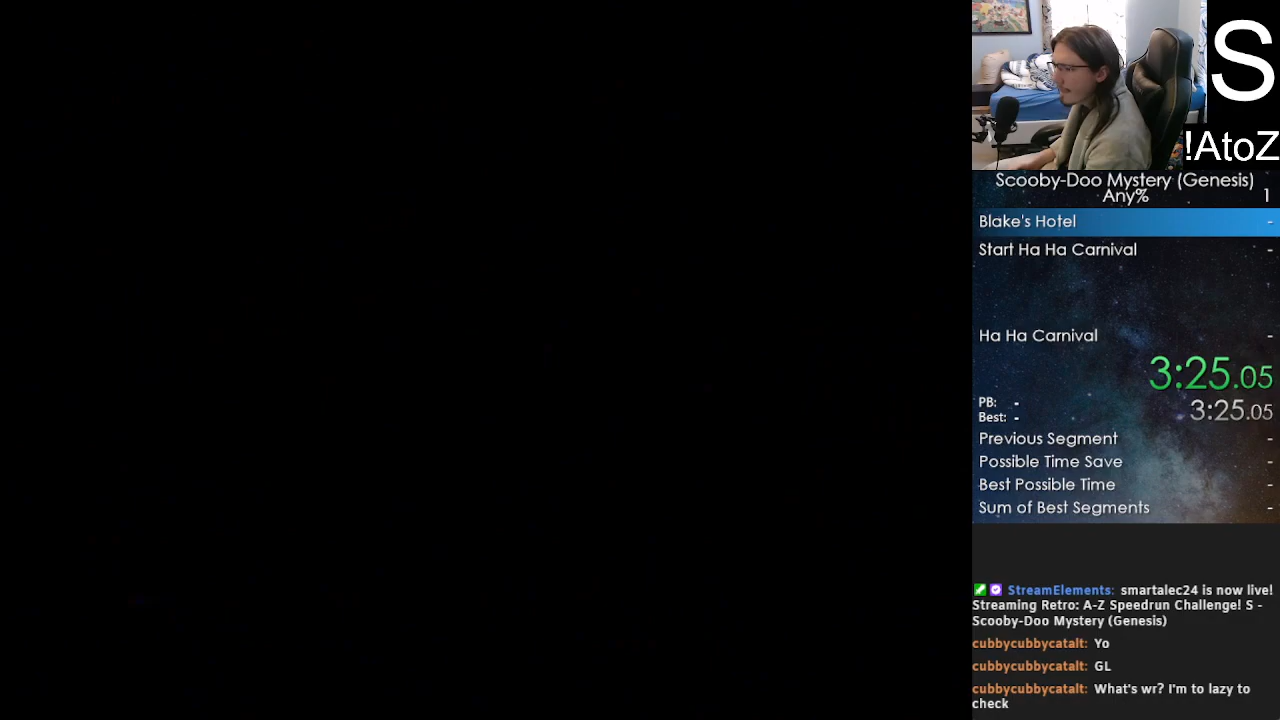 S
!AtoZ
Scooby-Doo Mystery (Genesis)
Any% 1
Blake's Hotel -
Start Ha Ha Carnival -
Ha Ha Carnival -
3:25.05
PB: - 3:25.05
Best: -
Previous Segment -
Possible Time Save -
Best Possible Time -
Sum of Best Segments -
StreamElements: smartalec24 is now live!
Streaming Retro: A-Z Speedrun Challenge! S -
Scooby-Doo Mystery (Genesis)
cubbycubbycatalt: Yo
cubbycubbycatalt: GL
cubbycubbycatalt: What's wr? I'm to lazy to
check